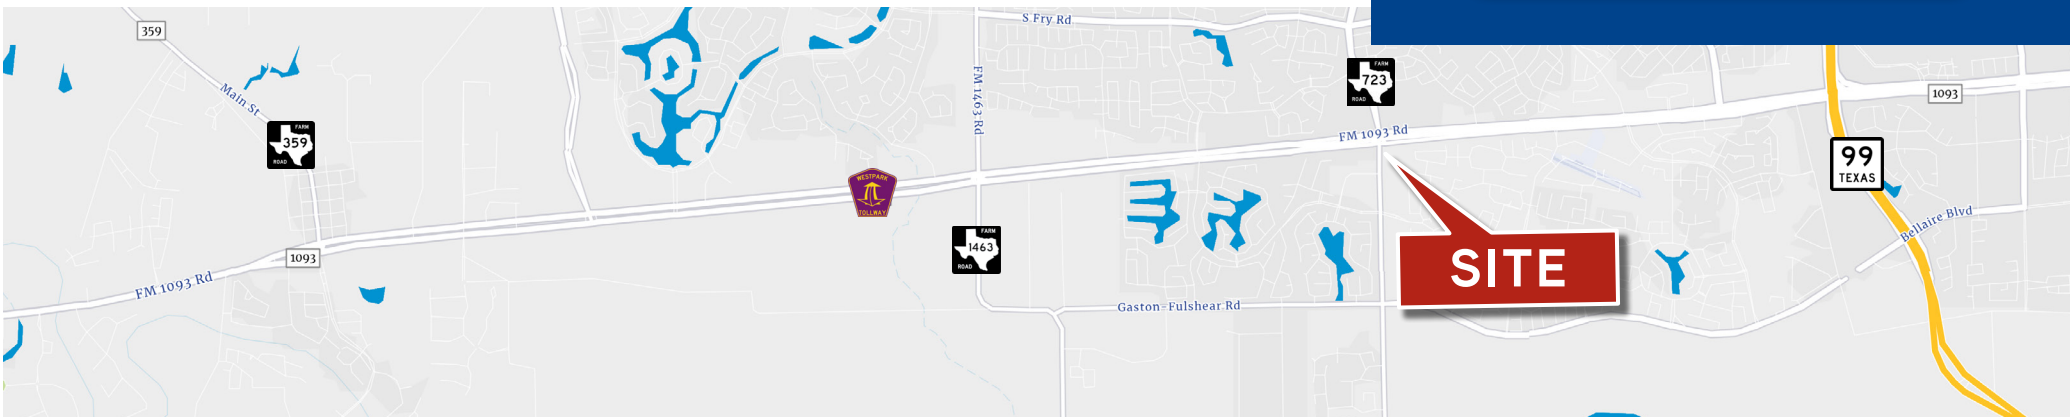 359
S Fry Rd
Main St
FM 1463 Rd
FARM
723
ROAD
1093
FM 1093 Rd
FARM
359
ROAD
99
TEXAS
WESTPARK
TOLLWAY
Bellaire Blvd
FARM
1463
ROAD
1093
SITE
FM 1093 Rd
Gaston-Fulshear Rd